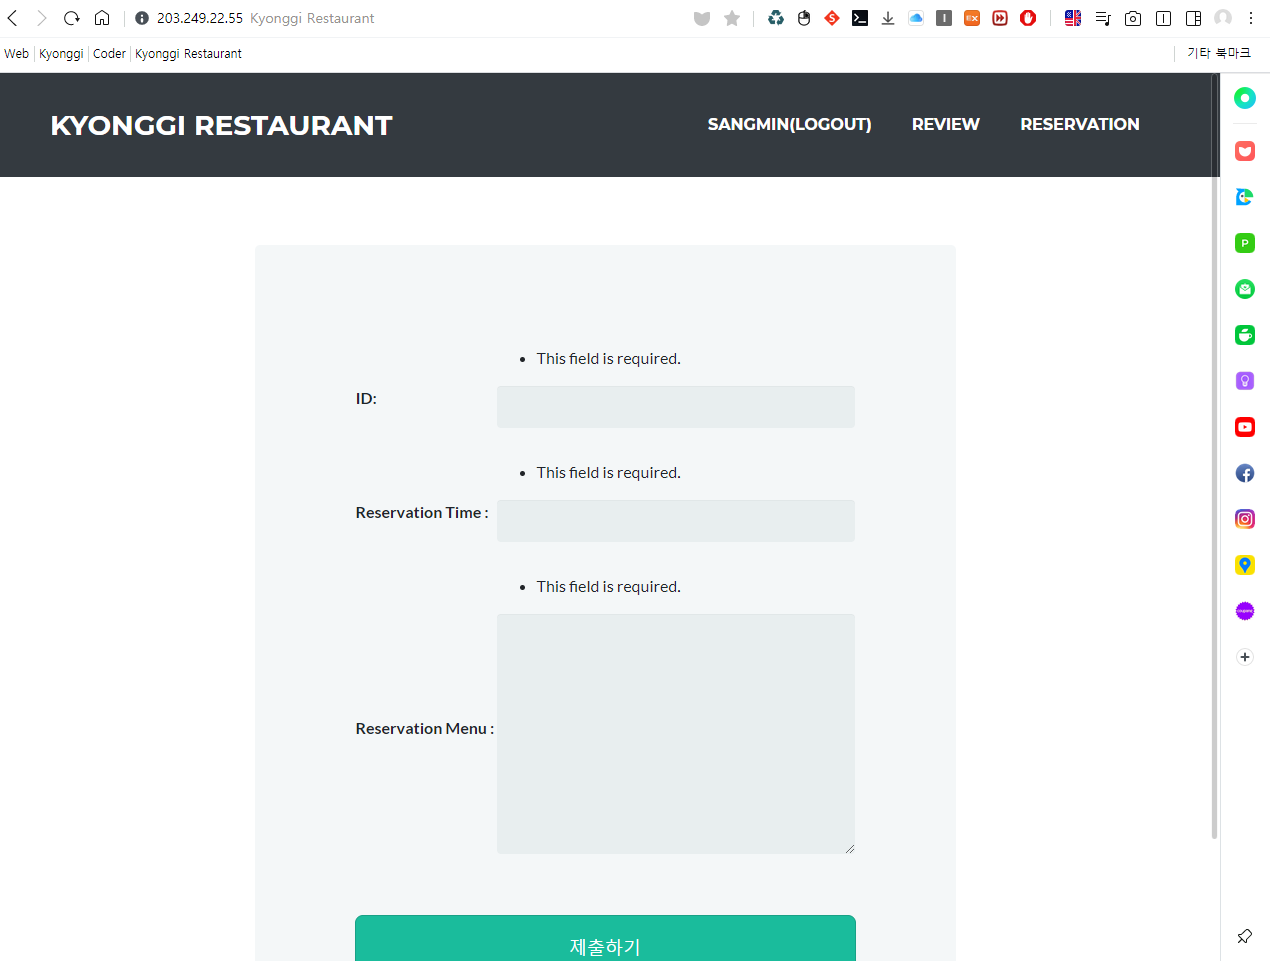 203.249.22.55 Kyonggi Restaurant
Web Kyonggi Coder Kyonggi Restaurant 기타 북마크
KYONGGI RESTAURANT SANGMIN(LOGOUT) REVIEW RESERVATION
This field is required.
ID:
This field is required.
Reservation Time :
This field is required.
Reservation Menu :
제출하기